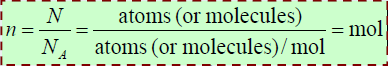 n = N / N_A = atoms (or molecules) / atoms (or molecules)/mol = mol